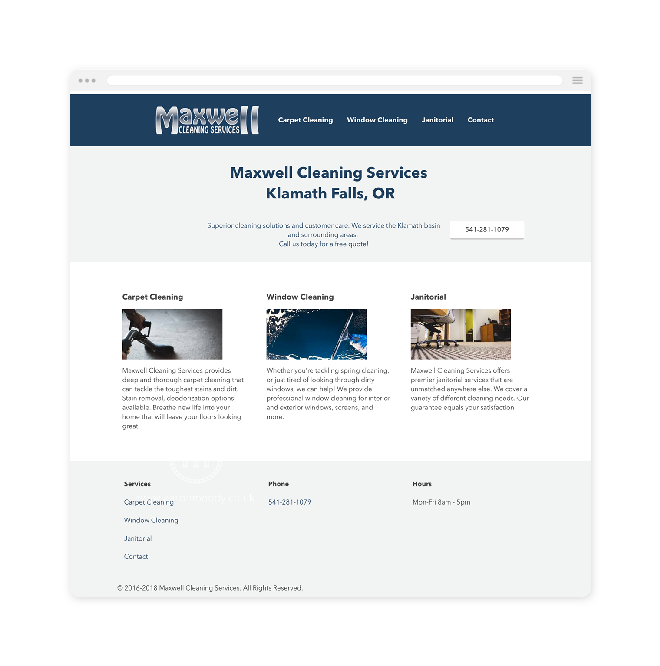 Maxwell
CLEANING SERVICES
Carpet Cleaning
Window Cleaning
Janitorial
Contact
Maxwell Cleaning Services
Klamath Falls, OR
Superior cleaning solutions and customer care. We service the Klamath basin
and surrounding areas.
Call us today for a free quote!
541-281-1079
Carpet Cleaning
Maxwell Cleaning Services provides
deep and thorough carpet cleaning that
can tackle the toughest stains and dirt.
Stain removal, deodorisation options
available. Breathe new life into your
home that will leave your floors looking
great.
Window Cleaning
Whether you're tackling spring cleaning,
or just tired of looking through dirty
windows, we can help! We provide
professional window cleaning for interior
and exterior windows, screens, and
more.
Janitorial
Maxwell Cleaning Services offers
premier janitorial services that are
unmatched anywhere else. We cover a
variety of different cleaning needs. Our
guarantee equals your satisfaction.
Services
Carpet Cleaning
Window Cleaning
Janitorial
Contact
Phone
541-281-1079
Hours
Mon-Fri 8am - 5pm
© 2016-2018 Maxwell Cleaning Services. All Rights Reserved.